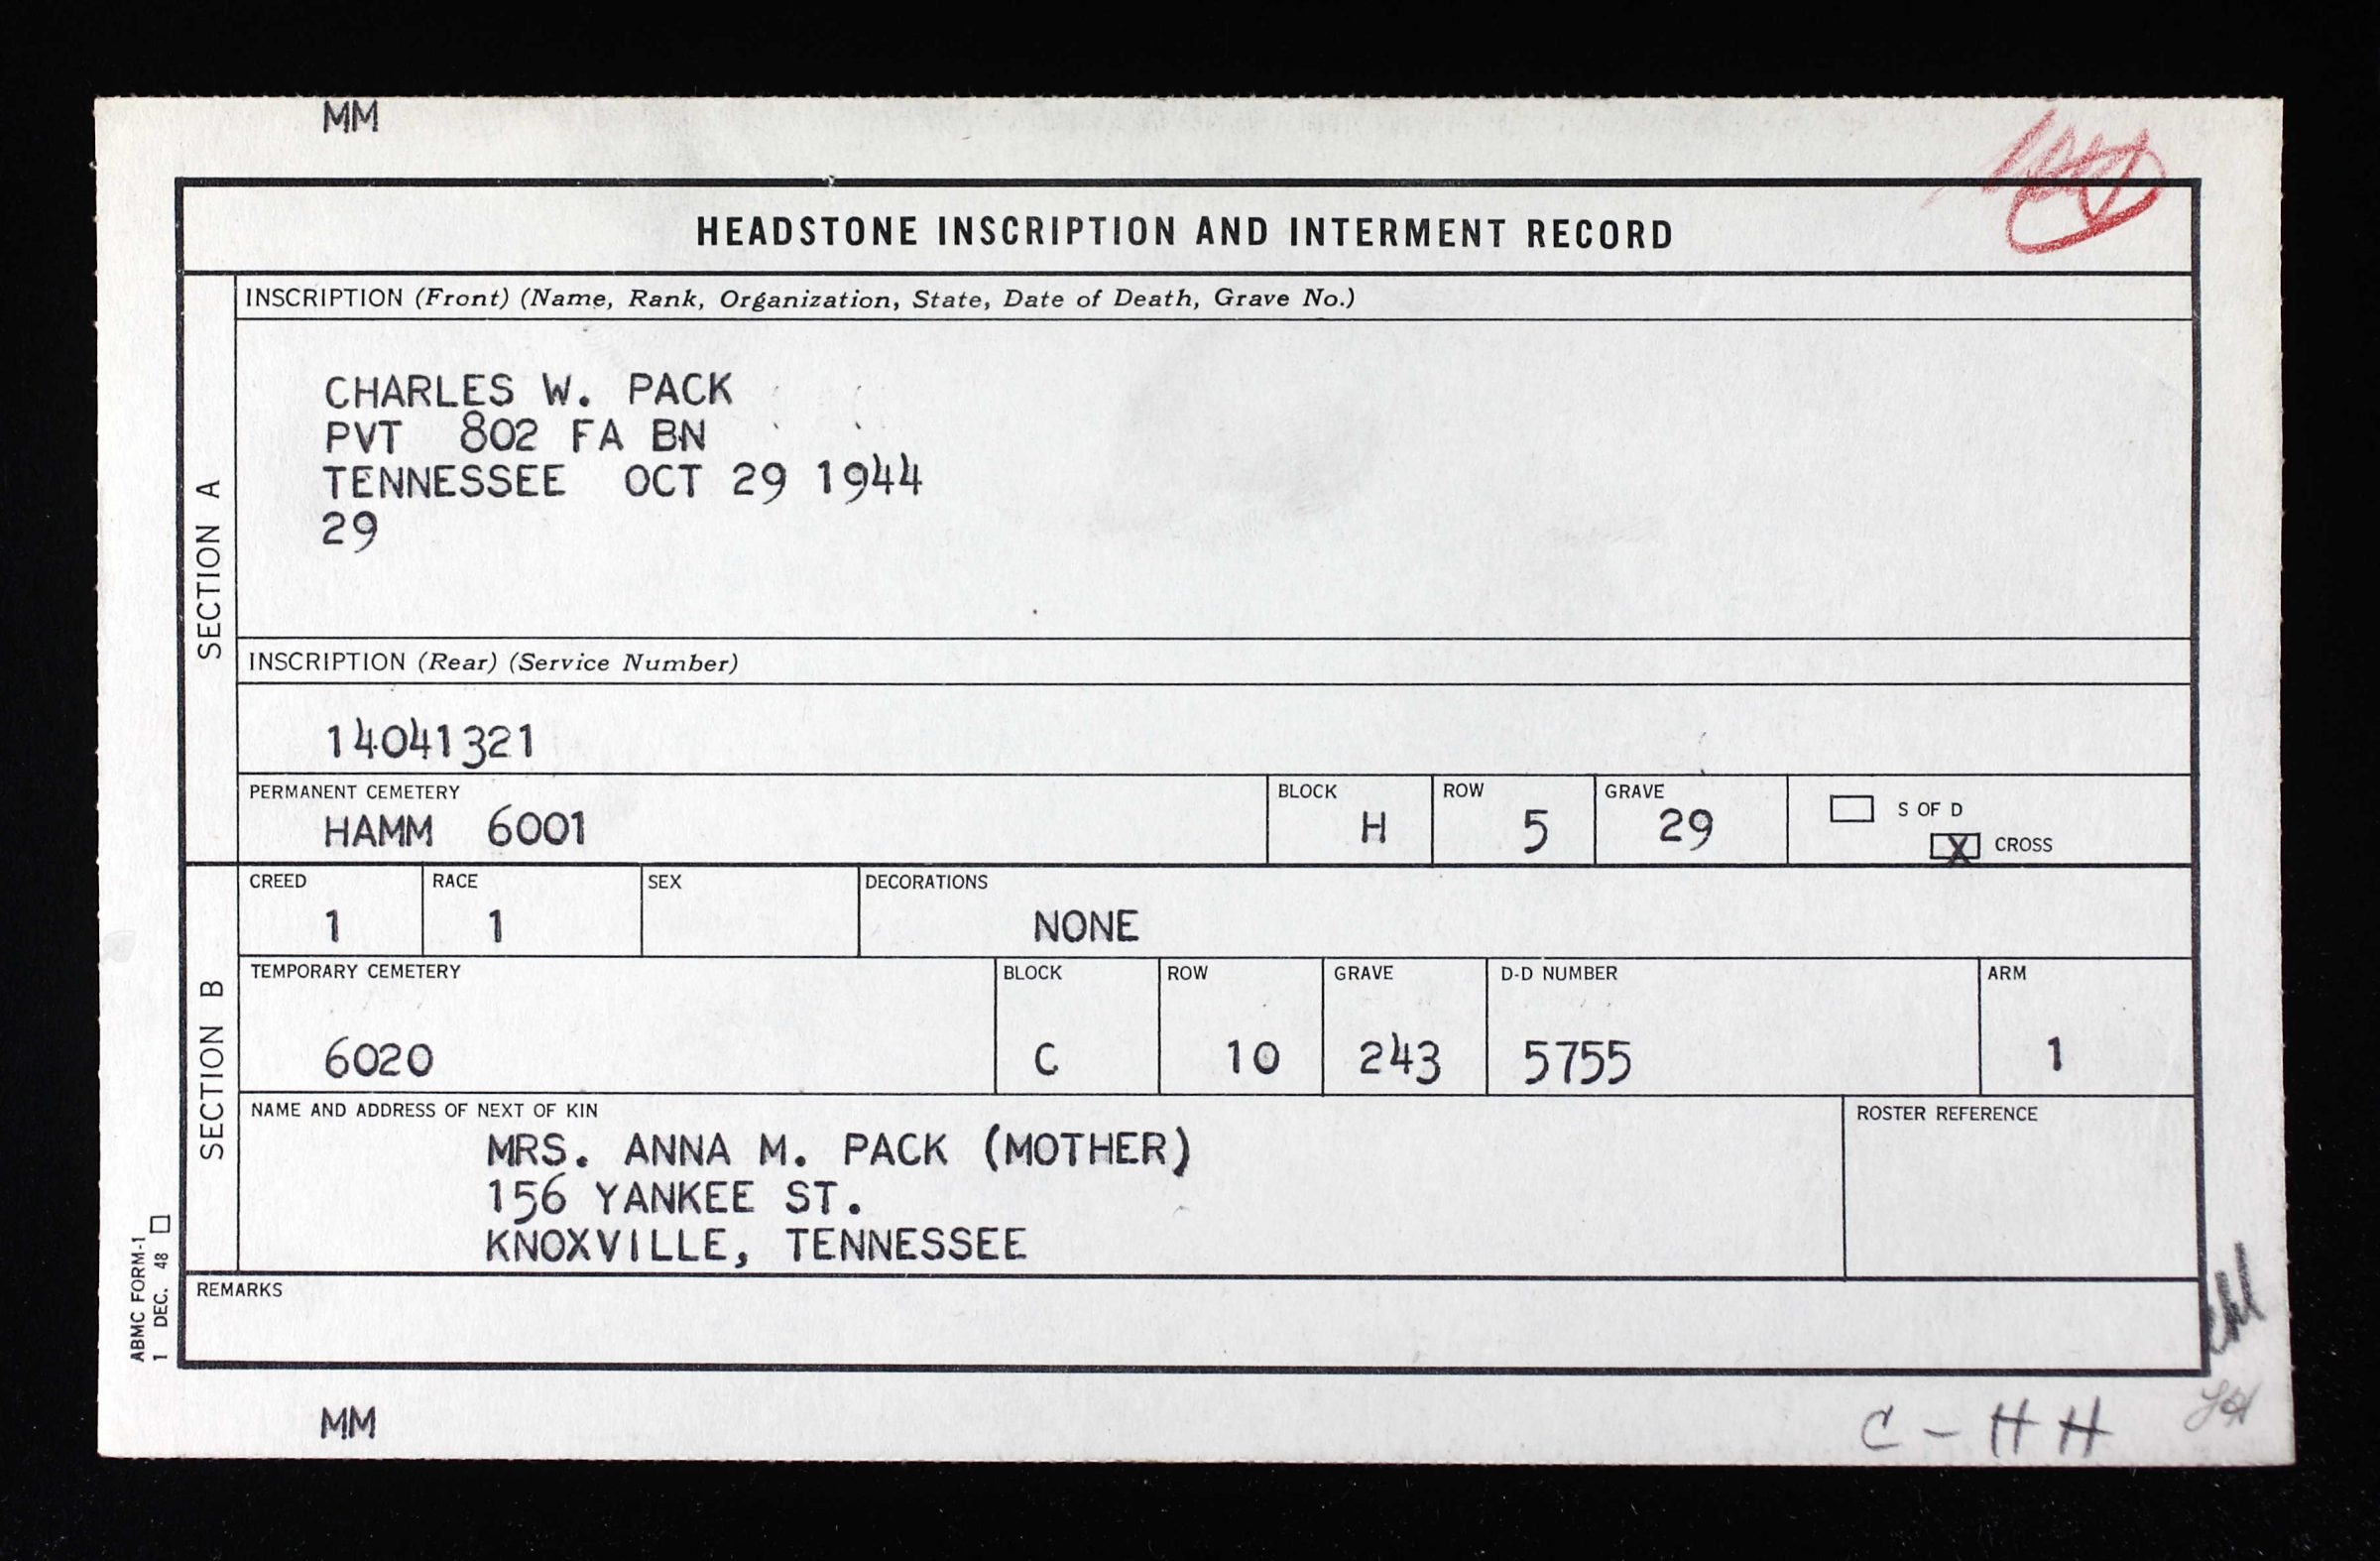 MM
HEADSTONE INSCRIPTION AND INTERMENT RECORD
SECTION A
INSCRIPTION (Front) (Name, Rank, Organization, State, Date of Death, Grave No.)
CHARLES W. PACK
PVT 802 FA BN
TENNESSEE OCT 29 1944
29
INSCRIPTION (Rear) (Service Number)
14041321
PERMANENT CEMETERY
HAMM 6001
BLOCK
H
ROW
5
GRAVE
29
S OF D
X CROSS
SECTION B
CREED
1
RACE
1
SEX
DECORATIONS
NONE
TEMPORARY CEMETERY
6020
BLOCK
C
ROW
10
GRAVE
243
D-D NUMBER
5755
ARM
1
NAME AND ADDRESS OF NEXT OF KIN
MRS. ANNA M. PACK (MOTHER)
156 YANKEE ST.
KNOXVILLE, TENNESSEE
ROSTER REFERENCE
REMARKS
ABMC FORM-1
1 DEC. 48
MM
C - H H